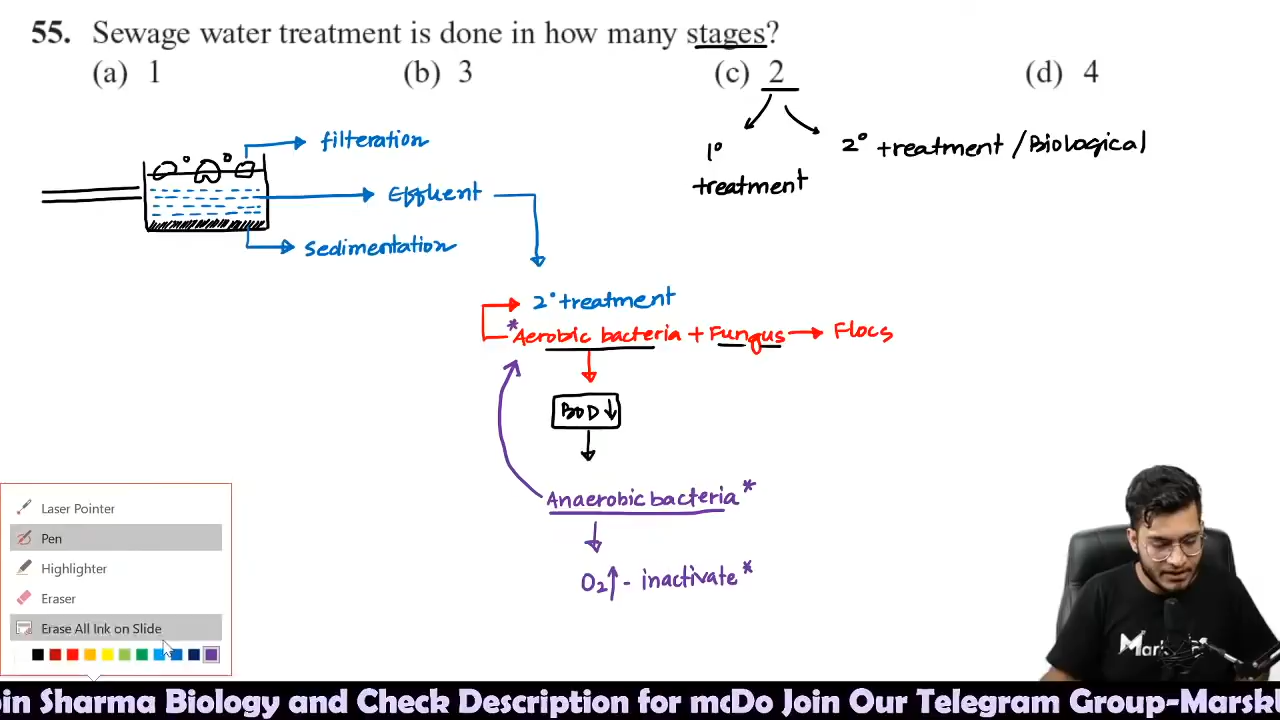 55. Sewage water treatment is done in how many stages?
(a) 1 (b) 3 (c) 2 (d) 4
filteration
Effluent
Sedimentation
1° treatment
2° treatment / Biological
2° treatment
*Aerobic bacteria + Fungus → Flocs
BOD↓
Anaerobic bacteria*
O2↑ - inactivate*
Laser Pointer
Pen
Highlighter
Eraser
Erase All Ink on Slide
oin Sharma Biology and Check Description for mcDo Join Our Telegram Group-Marsku